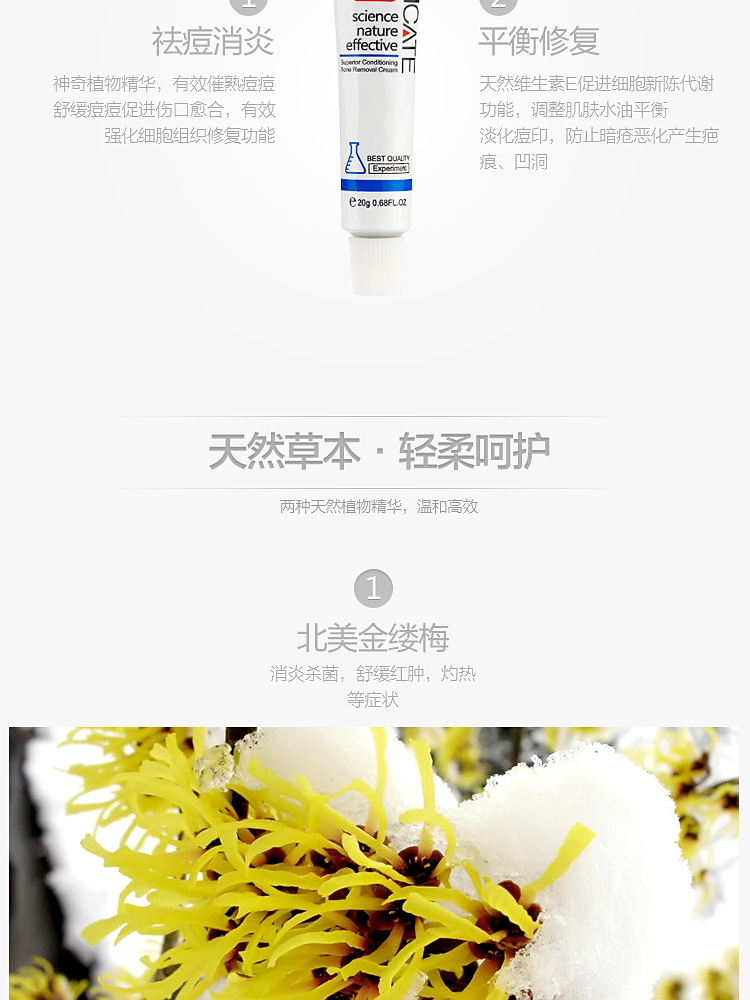 1
祛痘消炎
神奇植物精华，有效催熟痘痘
舒缓痘痘促进伤口愈合，有效
强化细胞组织修复功能
science
nature
effective
Superior Conditioning
Acne Removal Cream
ICATE
BEST QUALITY
Experiment
℮ 20g 0.68FL.OZ
2
平衡修复
天然维生素E促进细胞新陈代谢
功能，调整肌肤水油平衡
淡化痘印，防止暗疮恶化产生疤
痕、凹洞
天然草本 · 轻柔呵护
两种天然植物精华，温和高效
1
北美金缕梅
消炎杀菌，舒缓红肿，灼热
等症状